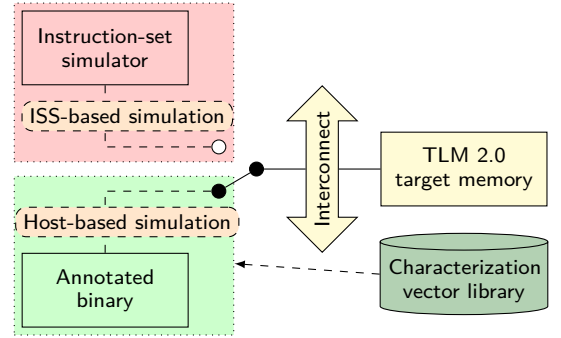 Instruction-set
simulator
ISS-based simulation
Host-based simulation
Annotated
binary
Interconnect
TLM 2.0
target memory
Characterization
vector library